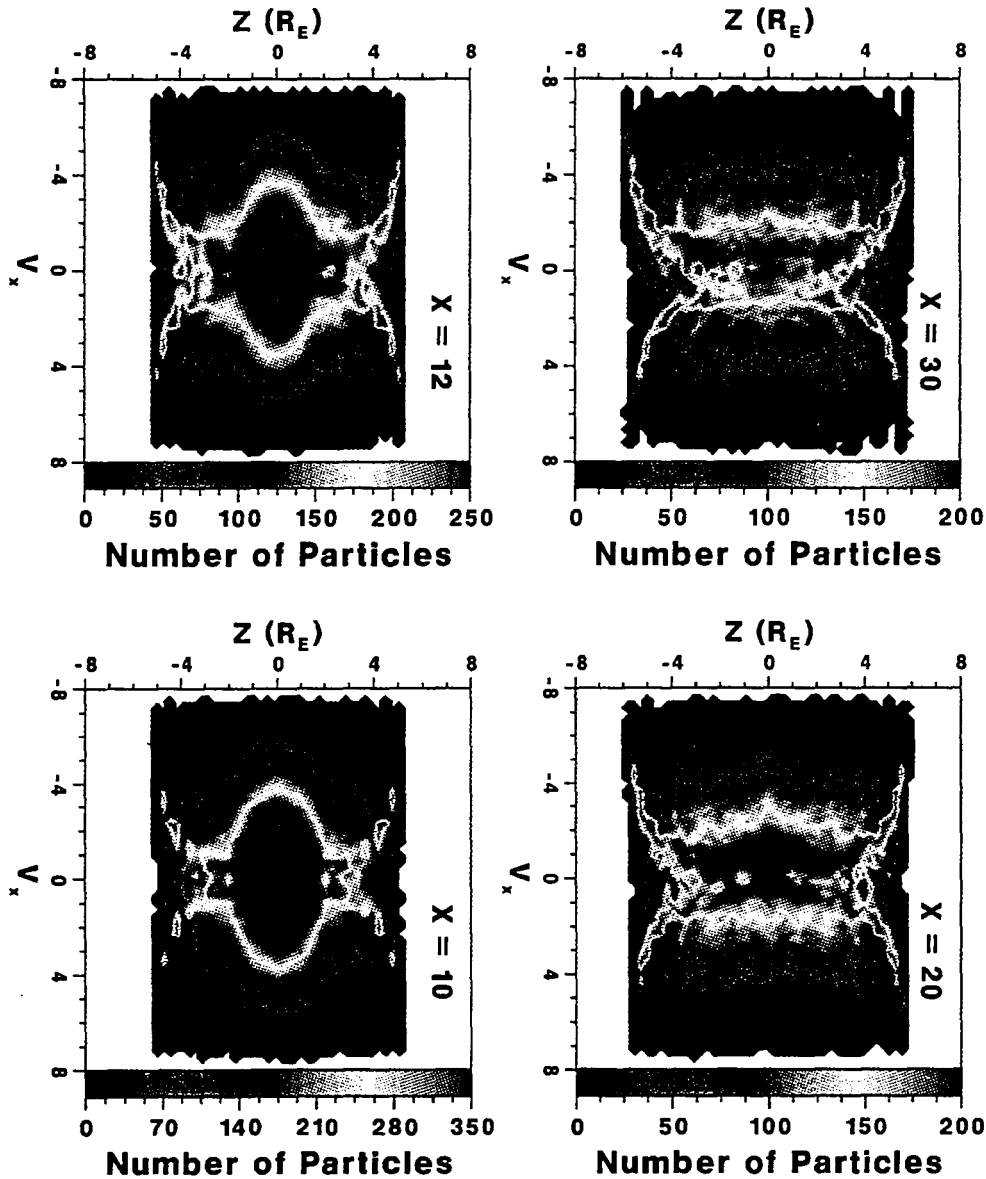 Z (R_E)
-8 -4 0 4 8
-8 -4 0 4 8
V_x
X = 12
0 50 100 150 200 250
Number of Particles
Z (R_E)
-8 -4 0 4 8
-8 -4 0 4 8
V_x
X = 30
0 50 100 150 200
Number of Particles
Z (R_E)
-8 -4 0 4 8
-8 -4 0 4 8
V_x
X = 10
0 70 140 210 280 350
Number of Particles
Z (R_E)
-8 -4 0 4 8
-8 -4 0 4 8
V_x
X = 20
0 50 100 150 200
Number of Particles